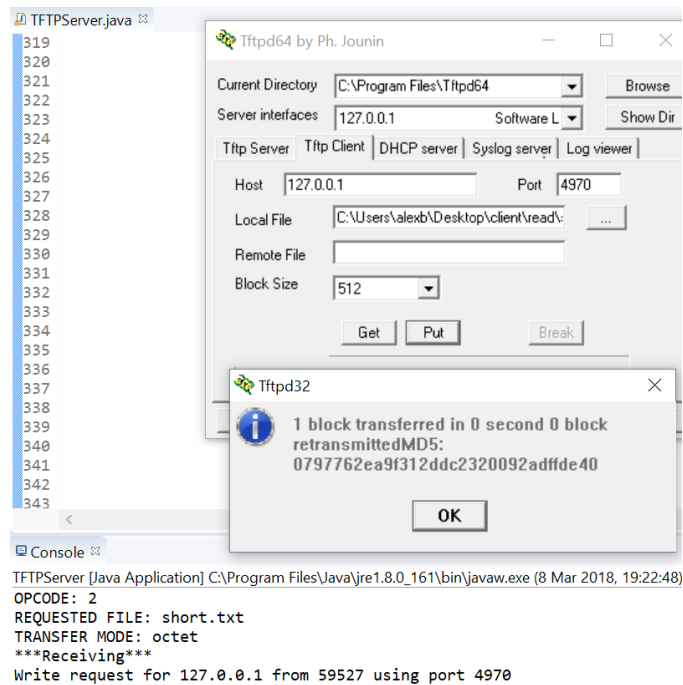 TFTPServer.java
319
320
321
322
323
324
325
326
327
328
329
330
331
332
333
334
335
336
337
338
339
340
341
342
343
Tftpd64 by Ph. Jounin
Current Directory C:\Program Files\Tftpd64 Browse
Server interfaces 127.0.0.1 Software L Show Dir
Tftp Server Tftp Client DHCP server Syslog server Log viewer
Host 127.0.0.1 Port 4970
Local File C:\Users\alexb\Desktop\client\read\ ...
Remote File
Block Size 512
Get Put Break
Tftpd32
1 block transferred in 0 second 0 block
retransmittedMD5:
0797762ea9f312ddc2320092adffde40
OK
Console
TFTPServer [Java Application] C:\Program Files\Java\jre1.8.0_161\bin\javaw.exe (8 Mar 2018, 19:22:48)
OPCODE: 2
REQUESTED FILE: short.txt
TRANSFER MODE: octet
***Receiving***
Write request for 127.0.0.1 from 59527 using port 4970